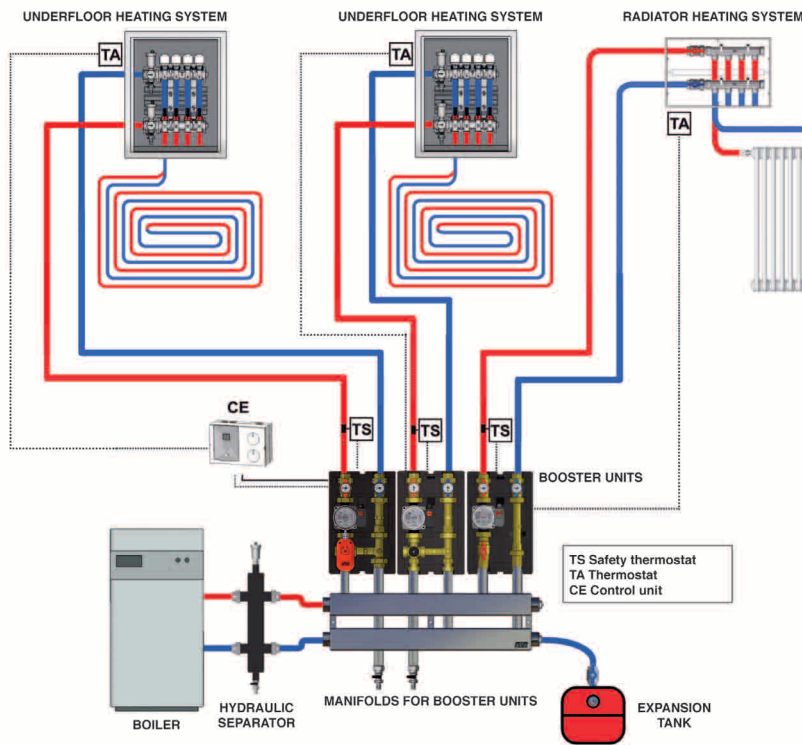 UNDERFLOOR HEATING SYSTEM
UNDERFLOOR HEATING SYSTEM
RADIATOR HEATING SYSTEM
TA
TA
TA
CE
TS
TS
TS
BOOSTER UNITS
TS Safety thermostat
TA Thermostat
CE Control unit
MANIFOLDS FOR BOOSTER UNITS
HYDRAULIC
SEPARATOR
BOILER
EXPANSION
TANK